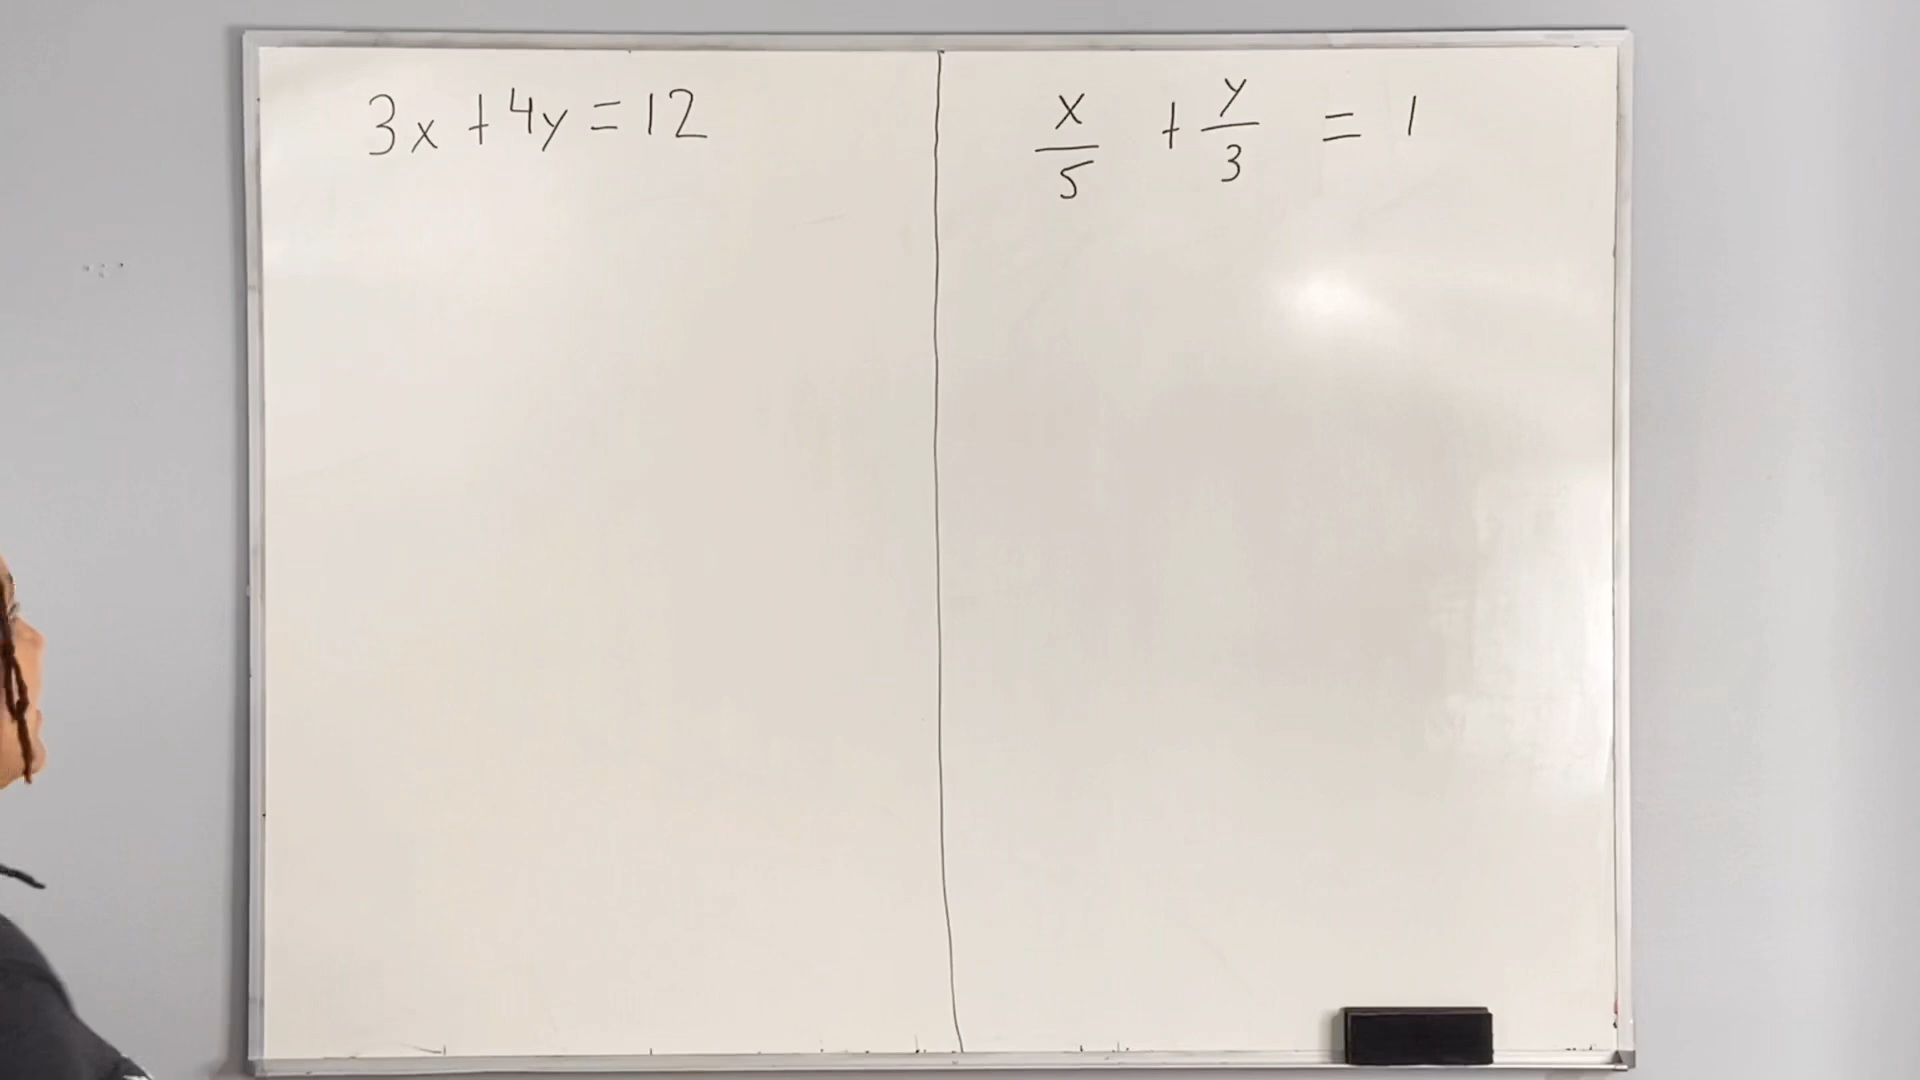 3x + 4y = 12
x/5 + y/3 = 1